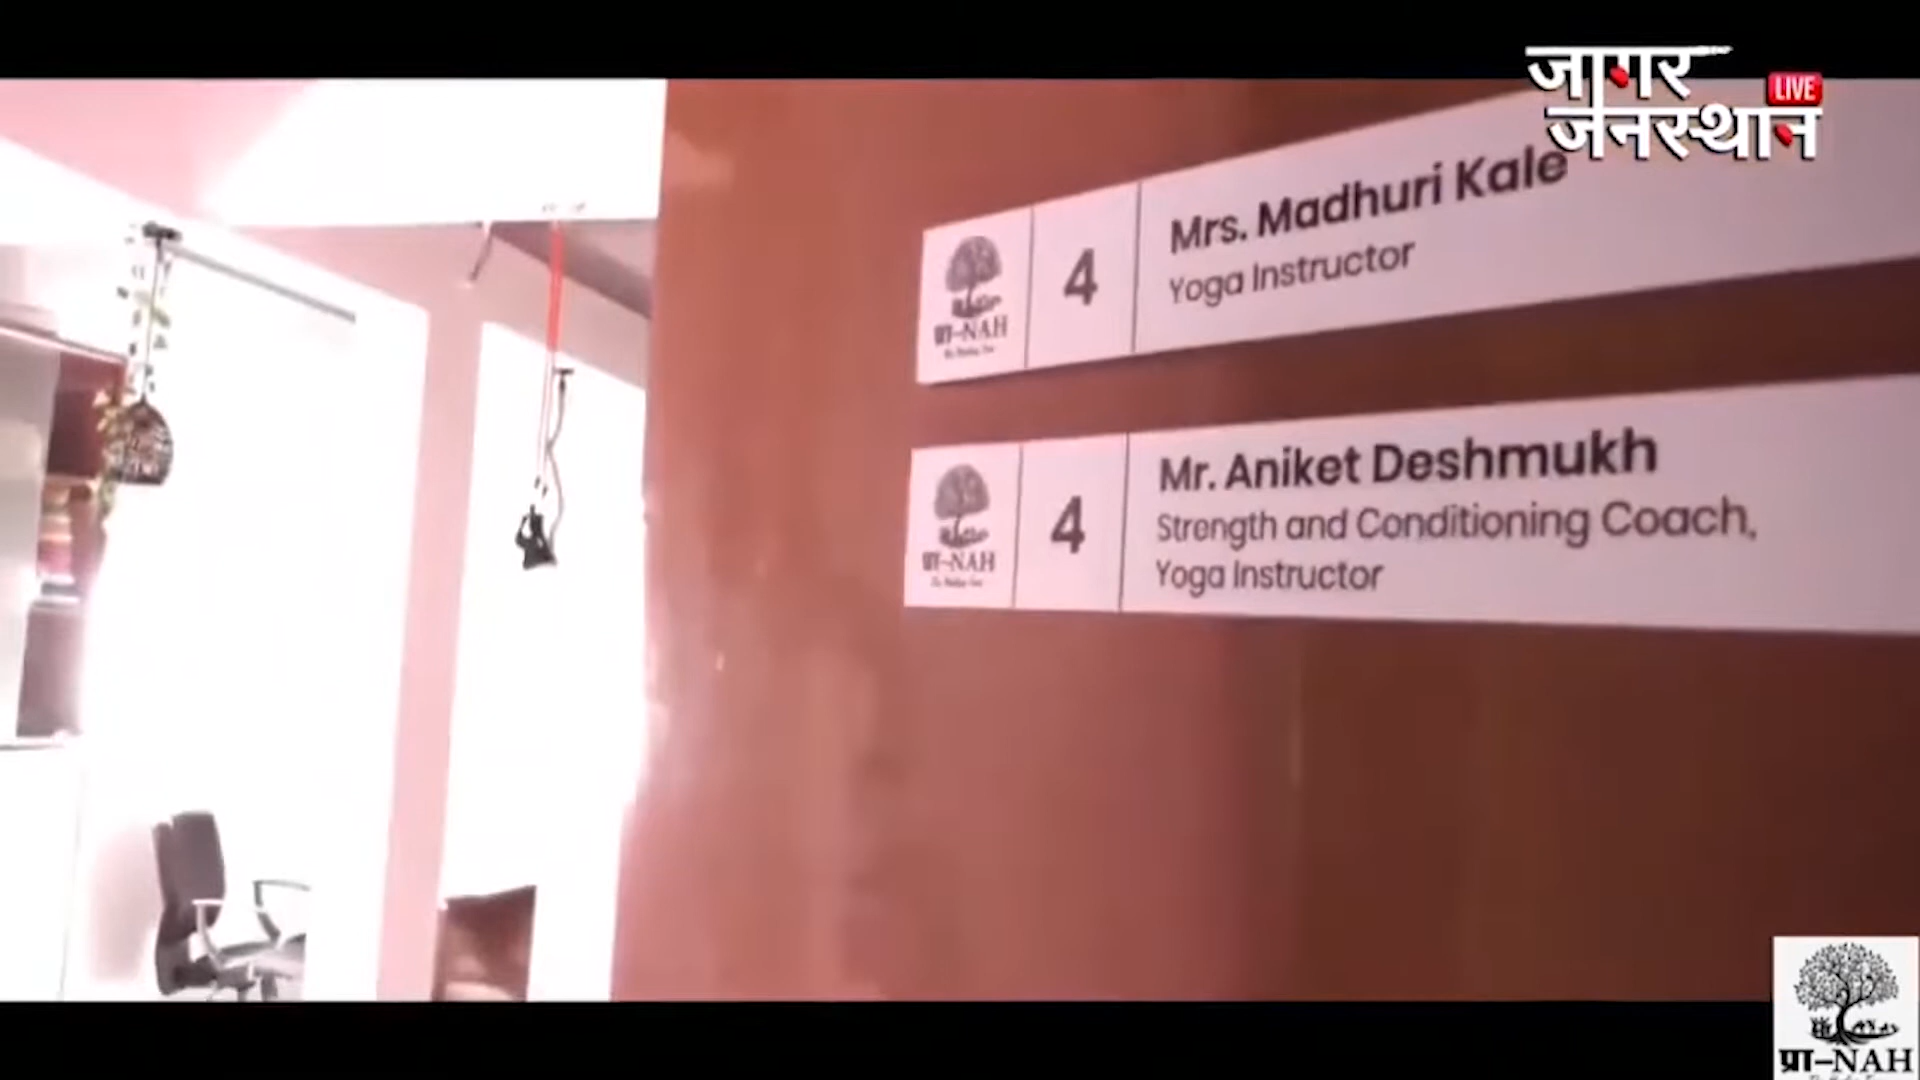 जागर
LIVE
जनस्थान
4
Mrs. Madhuri Kale
Yoga Instructor
प्रा-NAH
4
Mr. Aniket Deshmukh
Strength and Conditioning Coach,
Yoga Instructor
प्रा-NAH
प्रा-NAH